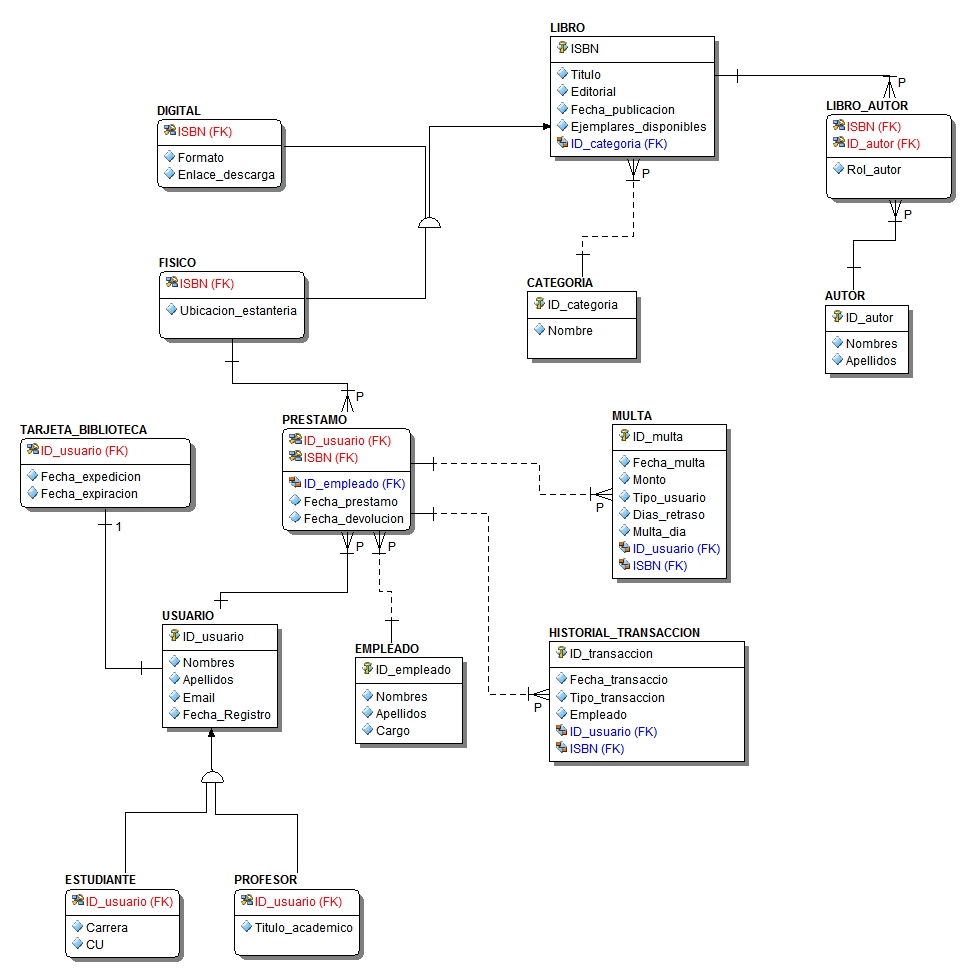 LIBRO
ISBN
Titulo
Editorial
Fecha_publicacion
Ejemplares_disponibles
ID_categoria (FK)
P
P
LIBRO_AUTOR
ISBN (FK)
ID_autor (FK)
Rol_autor
P
DIGITAL
ISBN (FK)
Formato
Enlace_descarga
FISICO
ISBN (FK)
Ubicacion_estanteria
CATEGORIA
ID_categoria
Nombre
AUTOR
ID_autor
Nombres
Apellidos
P
PRESTAMO
ID_usuario (FK)
ISBN (FK)
ID_empleado (FK)
Fecha_prestamo
Fecha_devolucion
P
P
MULTA
ID_multa
Fecha_multa
Monto
Tipo_usuario
Dias_retraso
Multa_dia
ID_usuario (FK)
ISBN (FK)
P
TARJETA_BIBLIOTECA
ID_usuario (FK)
Fecha_expedicion
Fecha_expiracion
1
USUARIO
ID_usuario
Nombres
Apellidos
Email
Fecha_Registro
EMPLEADO
ID_empleado
Nombres
Apellidos
Cargo
HISTORIAL_TRANSACCION
ID_transaccion
Fecha_transaccio
Tipo_transaccion
Empleado
ID_usuario (FK)
ISBN (FK)
P
ESTUDIANTE
ID_usuario (FK)
Carrera
CU
PROFESOR
ID_usuario (FK)
Titulo_academico